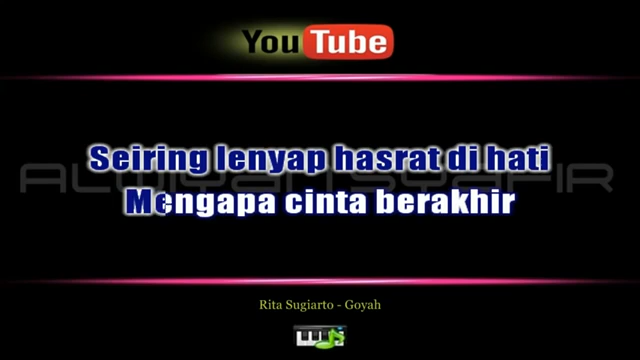 YouTube
Seiring lenyap hasrat di hati
Mengapa cinta berakhir
Rita Sugiarto - Goyah